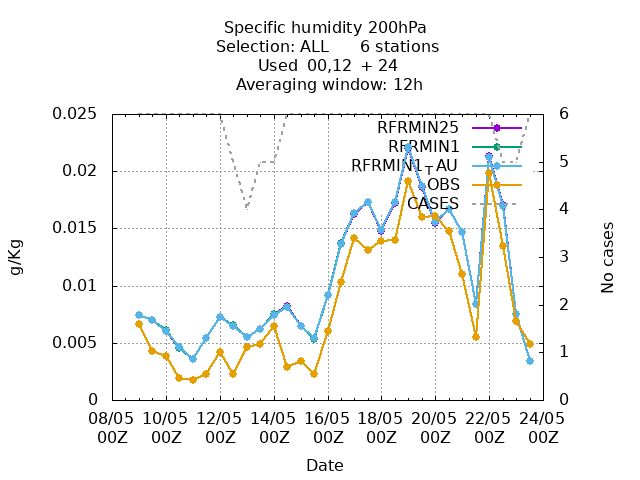 Specific humidity 200hPa
Selection: ALL 6 stations
Used 00,12 + 24
Averaging window: 12h
RFRMIN25
RFRMIN1
RFRMIN1_TAU
OBS
CASES
0.025
0.02
0.015
0.01
0.005
0
g/Kg
6
5
4
3
2
1
0
No cases
08/05 10/05 12/05 14/05 16/05 18/05 20/05 22/05 24/05
00Z 00Z 00Z 00Z 00Z 00Z 00Z 00Z 00Z
Date